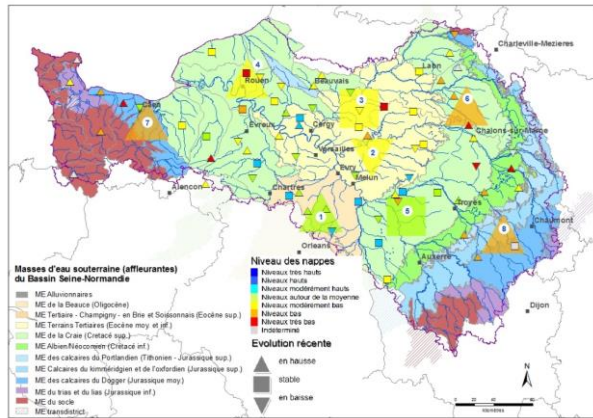 Charleville-Mezieres
Laon
4
Rouen
Beauvais
6
3
Caen
7
Evreux
Cergy
Chalons-sur-Marne
Versailles
2
Evry
Melun
Alencon
Chartres
Troyes
1
5
Chaumont
8
Orleans
Auxerre
Dijon
Masses d'eau souterraine (affleurantes)
du Bassin Seine-Normandie
ME Alluvionnaires
ME de la Beauce (Oligocène)
ME Tertiaire - Champigny - en Brie et Soissonnais (Eocène sup.)
ME Terrains Tertiaires (Eocène moy. et inf.)
ME de la Craie (Crétacé sup.)
ME Albien/Néocomien (Crétacé inf.)
ME des calcaires du Portlandien (Tithonien - Jurassique sup.)
ME Calcaires du kimméridgien et de l'oxfordien (Jurassique sup.)
ME des calcaires du Dogger (Jurassique moy.)
ME du trias et du lias (Jurassique inf.)
ME du socle
ME transdistrict
Niveau des nappes
Niveaux très hauts
Niveaux hauts
Niveaux modérément hauts
Niveaux autour de la moyenne
Niveaux modérément bas
Niveaux bas
Niveaux très bas
Indéterminé
Evolution récente
en hausse
stable
en baisse
N
kilomètres